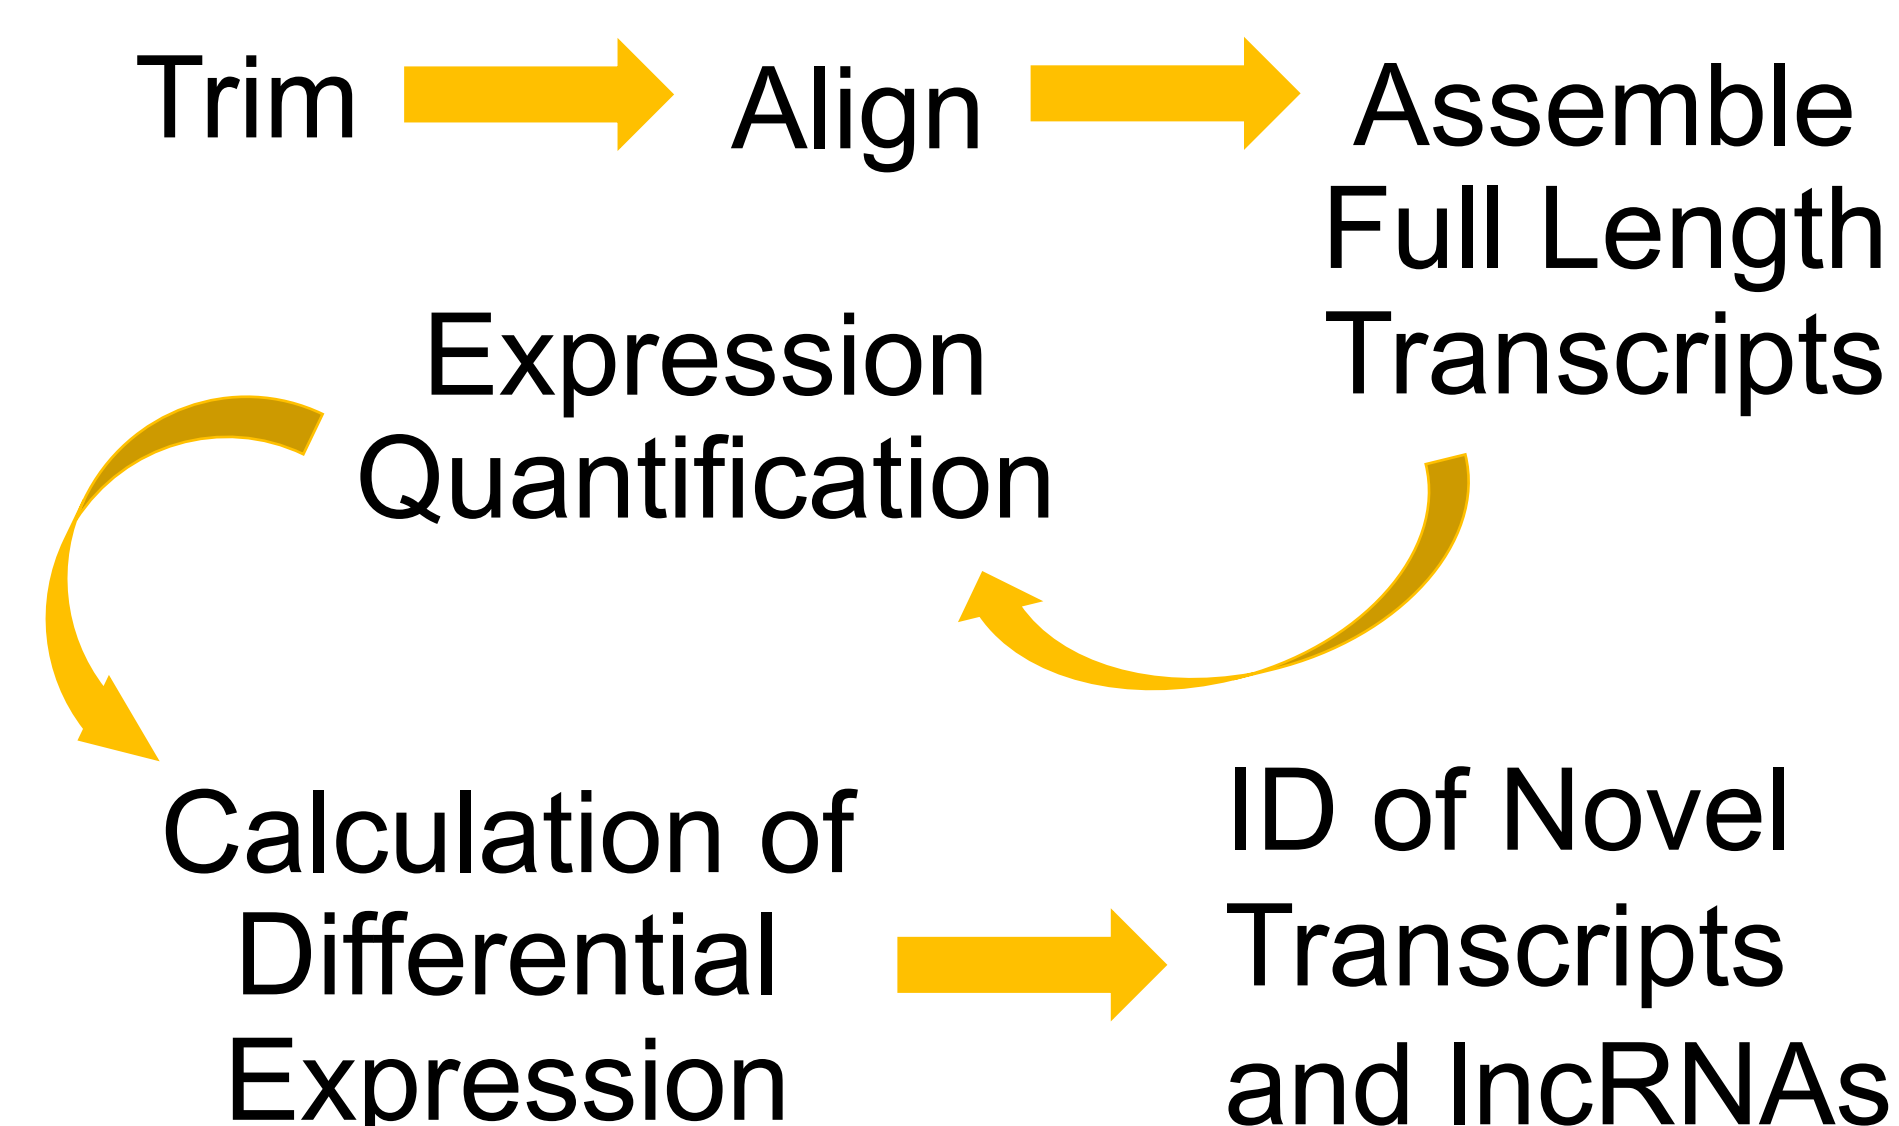 Trim
Align
Assemble
Full Length
Transcripts
Expression
Quantification
Calculation of
Differential
Expression
ID of Novel
Transcripts
and lncRNAs